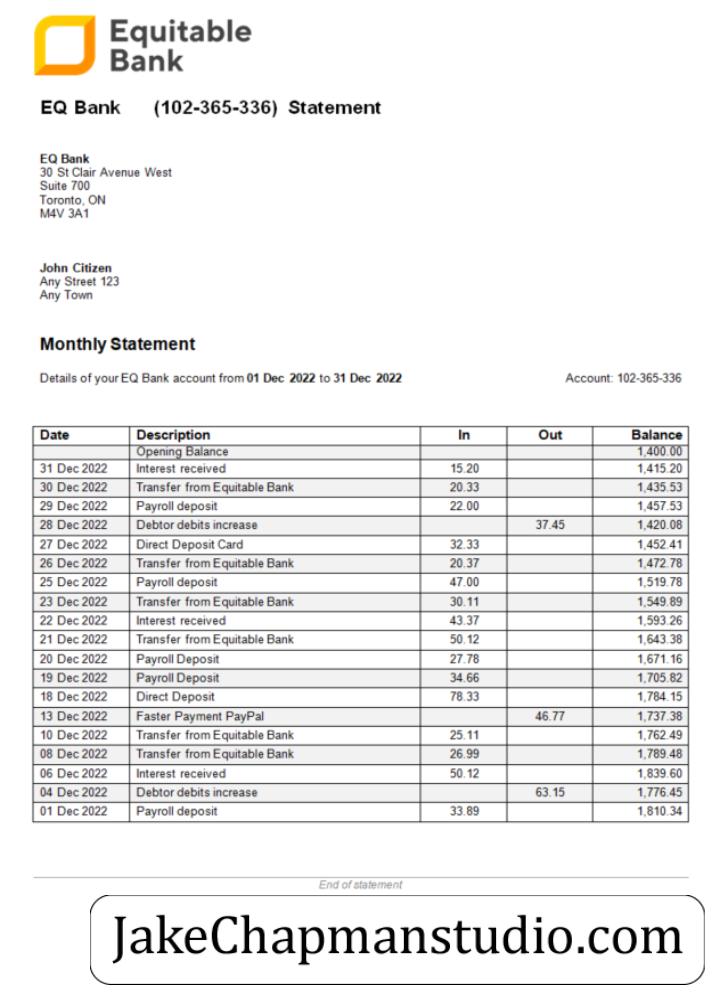 Equitable
Bank
EQ Bank (102-365-336) Statement
EQ Bank
30 St Clair Avenue West
Suite 700
Toronto, ON
M4V 3A1
John Citizen
Any Street 123
Any Town
Monthly Statement
Details of your EQ Bank account from 01 Dec 2022 to 31 Dec 2022 Account: 102-365-336
Date Description In Out Balance
Opening Balance 1,400.00
31 Dec 2022 Interest received 15.20 1,415.20
30 Dec 2022 Transfer from Equitable Bank 20.33 1,435.53
29 Dec 2022 Payroll deposit 22.00 1,457.53
28 Dec 2022 Debtor debits increase 37.45 1,420.08
27 Dec 2022 Direct Deposit Card 32.33 1,452.41
26 Dec 2022 Transfer from Equitable Bank 20.37 1,472.78
25 Dec 2022 Payroll deposit 47.00 1,519.78
23 Dec 2022 Transfer from Equitable Bank 30.11 1,549.89
22 Dec 2022 Interest received 43.37 1,593.26
21 Dec 2022 Transfer from Equitable Bank 50.12 1,643.38
20 Dec 2022 Payroll Deposit 27.78 1,671.16
19 Dec 2022 Payroll Deposit 34.66 1,705.82
18 Dec 2022 Direct Deposit 78.33 1,784.15
13 Dec 2022 Faster Payment PayPal 46.77 1,737.38
10 Dec 2022 Transfer from Equitable Bank 25.11 1,762.49
08 Dec 2022 Transfer from Equitable Bank 26.99 1,789.48
06 Dec 2022 Interest received 50.12 1,839.60
04 Dec 2022 Debtor debits increase 63.15 1,776.45
01 Dec 2022 Payroll deposit 33.89 1,810.34
End of statement
JakeChapmanstudio.com